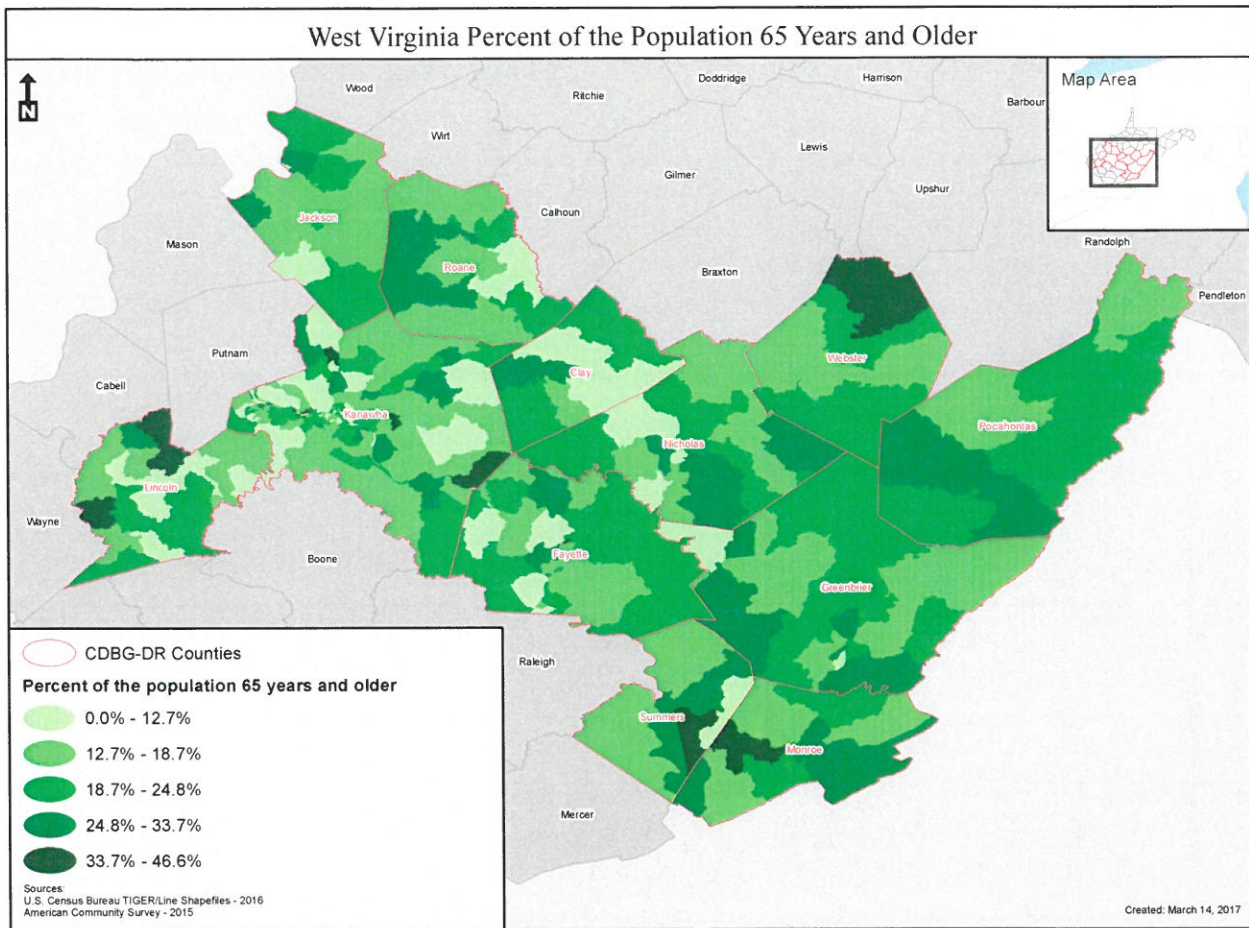 West Virginia Percent of the Population 65 Years and Older
N
Map Area
Wood
Doddridge
Harrison
Ritchie
Barbour
Wirt
Lewis
Gilmer
Upshur
Calhoun
Jackson
Mason
Randolph
Roane
Braxton
Pendleton
Putnam
Webster
Cabell
Clay
Kanawha
Pocahontas
Nicholas
Lincoln
Wayne
Boone
Fayette
Greenbrier
Raleigh
Summers
Monroe
Mercer
CDBG-DR Counties
Percent of the population 65 years and older
0.0% - 12.7%
12.7% - 18.7%
18.7% - 24.8%
24.8% - 33.7%
33.7% - 46.6%
Sources:
U.S. Census Bureau TIGER/Line Shapefiles - 2016
American Community Survey - 2015
Created: March 14, 2017